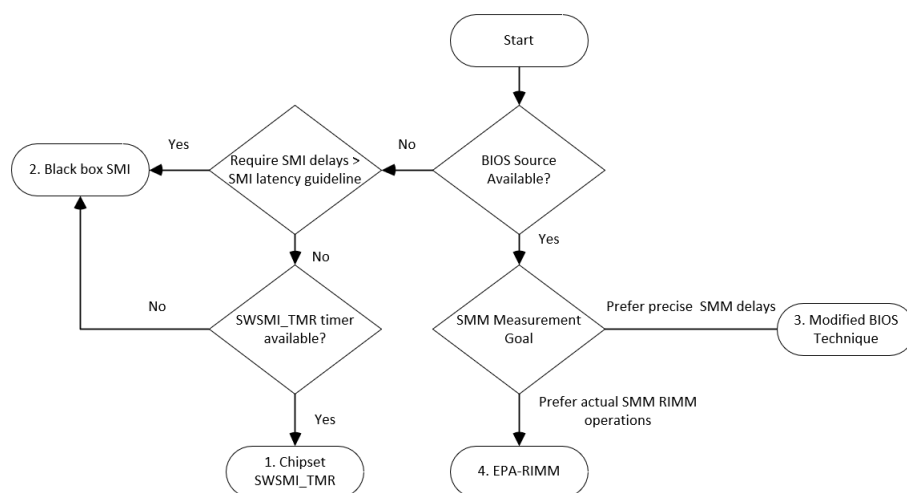 Start
BIOS Source
Available?
No
Require SMI delays >
SMI latency guideline
Yes
2. Black box SMI
No
SWSMI_TMR timer
available?
No
Yes
1. Chipset
SWSMI_TMR
Yes
SMM Measurement
Goal
Prefer precise SMM delays
3. Modified BIOS
Technique
Prefer actual SMM RIMM
operations
4. EPA-RIMM